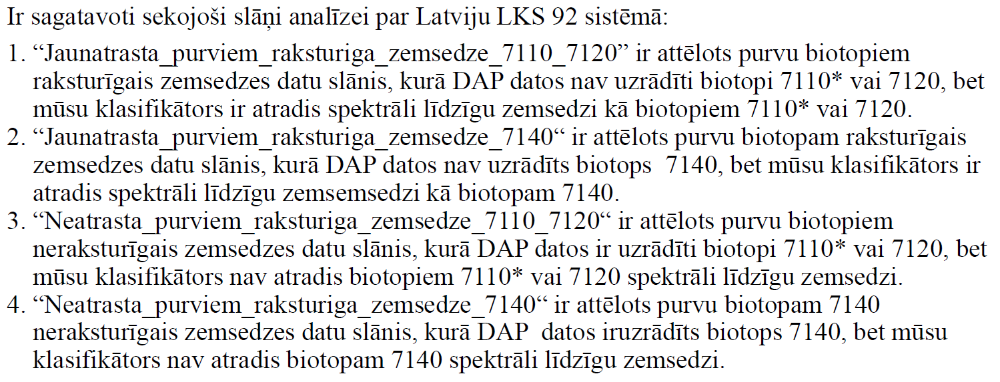 Ir sagatavoti sekojoši slāņi analīzei par Latviju LKS 92 sistēmā:
1. “Jaunatrasta_purviem_raksturiga_zemsedze_7110_7120” ir attēlots purvu biotopiem
raksturīgais zemsedzes datu slānis, kurā DAP datos nav uzrādīti biotopi 7110* vai 7120, bet
mūsu klasifikātors ir atradis spektrāli līdzīgu zemsedzi kā biotopiem 7110* vai 7120.
2. “Jaunatrasta_purviem_raksturiga_zemsedze_7140“ ir attēlots purvu biotopam raksturīgais
zemsedzes datu slānis, kurā DAP datos nav uzrādīts biotops  7140, bet mūsu klasifikātors ir
atradis spektrāli līdzīgu zemsemsedzi kā biotopam 7140.
3. “Neatrasta_purviem_raksturiga_zemsedze_7110_7120“ ir attēlots purvu biotopiem
neraksturīgais zemsedzes datu slānis, kurā DAP datos ir uzrādīti biotopi 7110* vai 7120, bet
mūsu klasifikātors nav atradis biotopiem 7110* vai 7120 spektrāli līdzīgu zemsedzi.
4. “Neatrasta_purviem_raksturiga_zemsedze_7140“ ir attēlots purvu biotopam 7140
neraksturīgais zemsedzes datu slānis, kurā DAP  datos iruzrādīts biotops 7140, bet mūsu
klasifikātors nav atradis biotopam 7140 spektrāli līdzīgu zemsedzi.